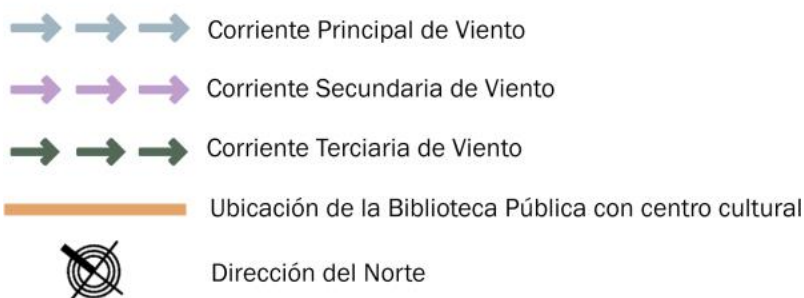 Corriente Principal de Viento
Corriente Secundaria de Viento
Corriente Terciaria de Viento
Ubicación de la Biblioteca Pública con centro cultural
Dirección del Norte